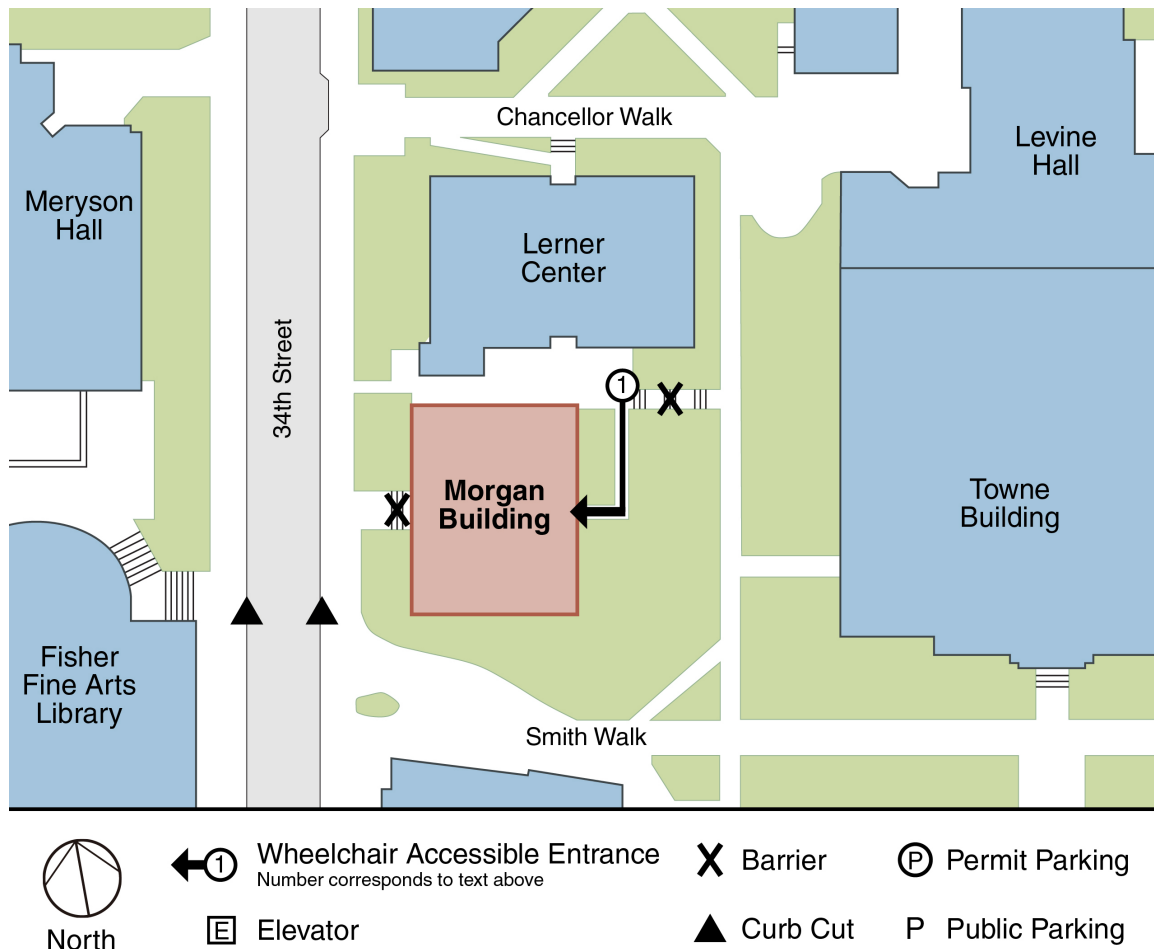 Chancellor Walk
Levine
Hall
Meryson
Hall
Lerner
Center
34th Street
1
Morgan
Building
Towne
Building
Fisher
Fine Arts
Library
Smith Walk
North
1
Wheelchair Accessible Entrance
Number corresponds to text above
E
Elevator
Barrier
Curb Cut
P
Permit Parking
P
Public Parking